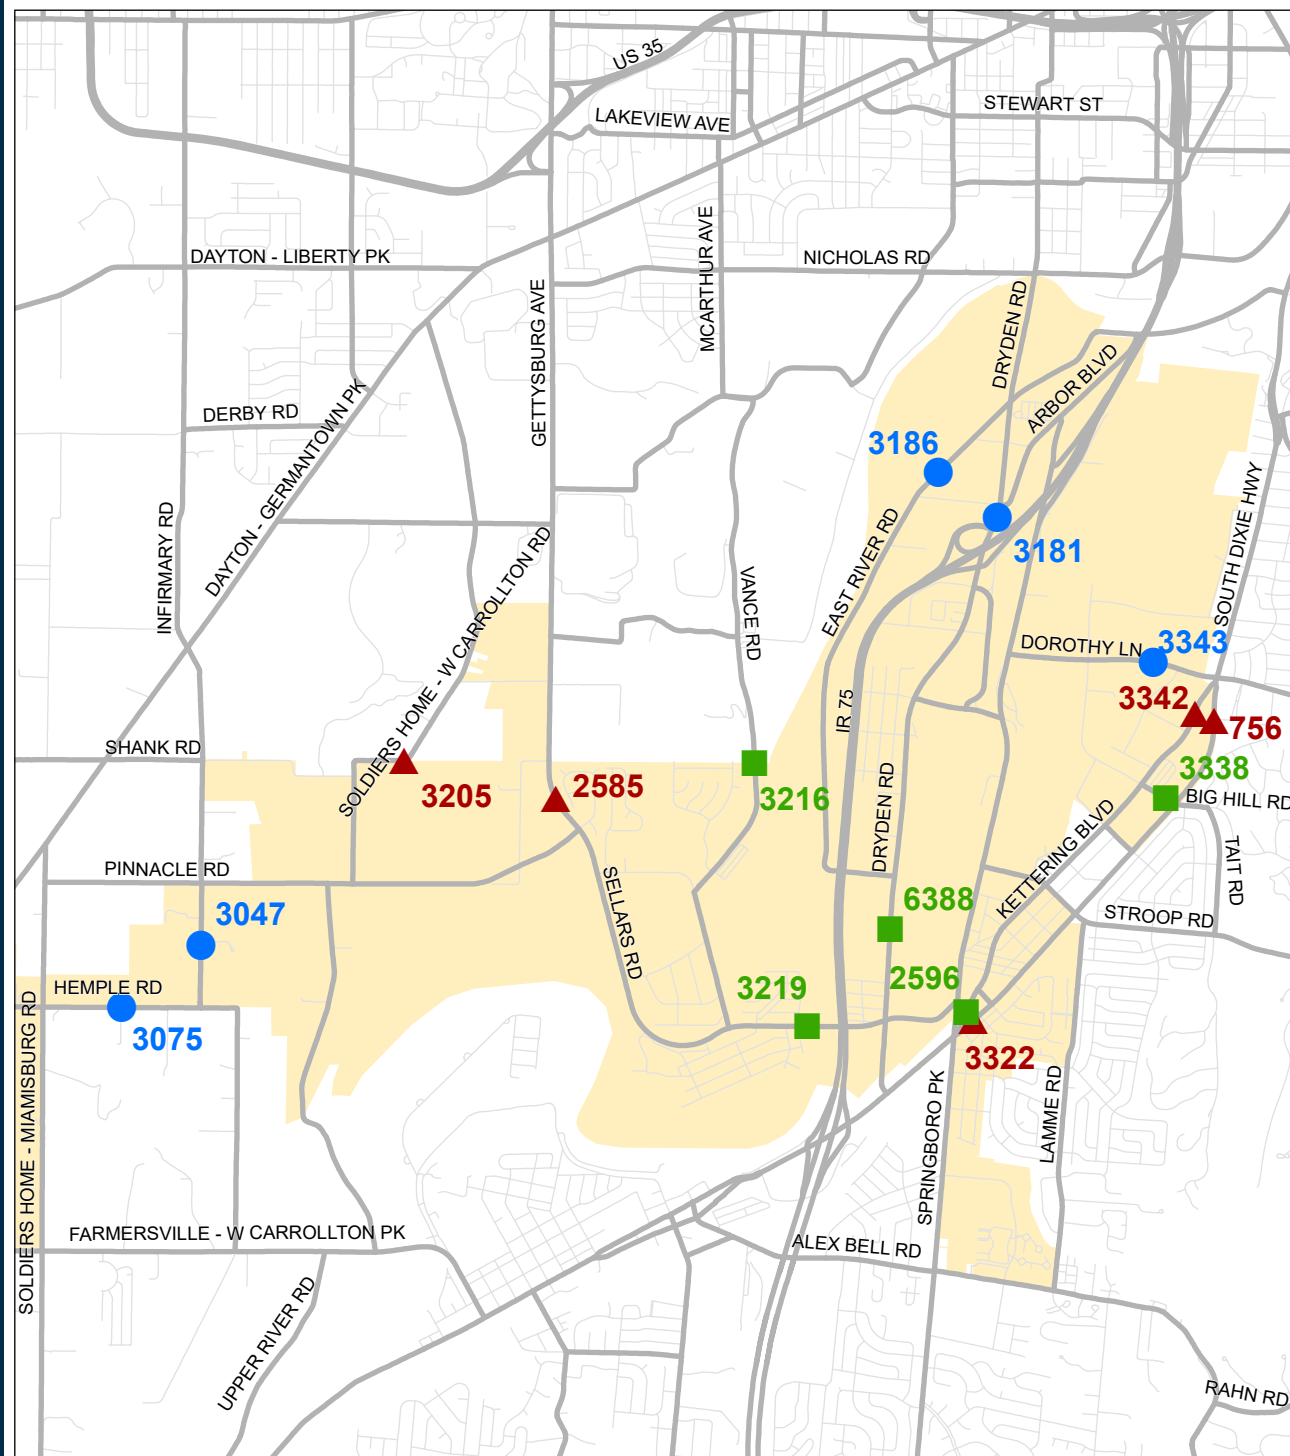 US 35
STEWART ST
LAKEVIEW AVE
MCARTHUR AVE
DAYTON - LIBERTY PK
NICHOLAS RD
GETTYSBURG AVE
DRYDEN RD
ARBOR BLVD
DERBY RD
DAYTON - GERMANTOWN PK
3186
SOUTH DIXIE HWY
INFIRMARY RD
EAST RIVER RD
3181
SOLDIERS HOME - W CARROLLTON RD
VANCE RD
DOROTHY LN
3343
IR 75
3342
756
SHANK RD
3205
2585
3216
3338
BIG HILL RD
DRYDEN RD
KETTERING BLVD
TAIT RD
PINNACLE RD
SELLARS RD
6388
STROOP RD
3047
HEMPLE RD
3219
2596
3075
3322
SOLDIERS HOME - MIAMISBURG RD
SPRINGBORO PK
LAMME RD
FARMERSVILLE - W CARROLLTON PK
ALEX BELL RD
UPPER RIVER RD
RAHN RD